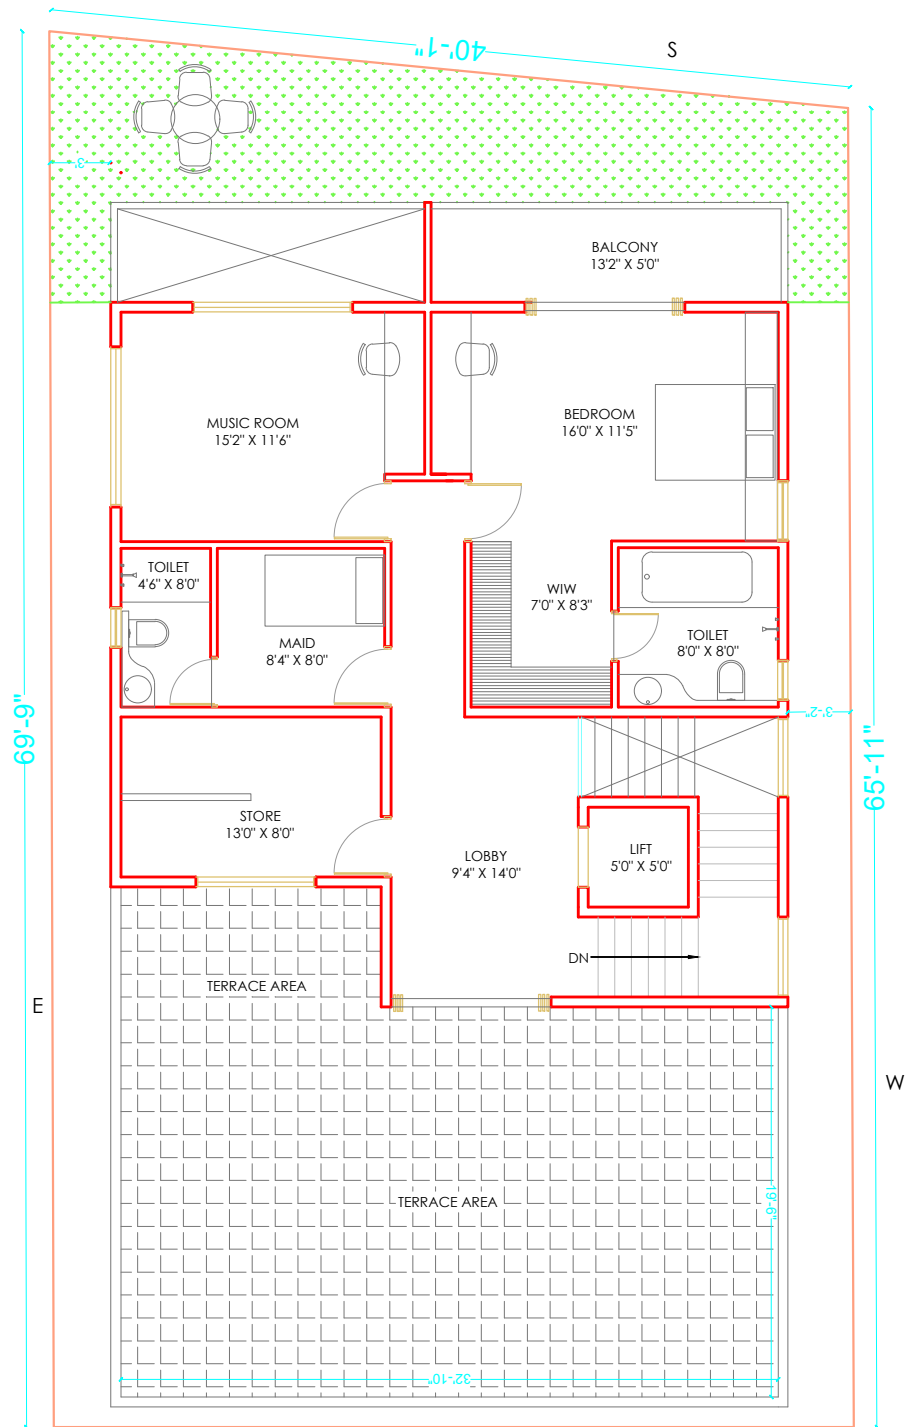 40'-1"
S
3'
BALCONY
13'2" X 5'0"
MUSIC ROOM
15'2" X 11'6"
BEDROOM
16'0" X 11'5"
TOILET
4'6" X 8'0"
MAID
8'4" X 8'0"
WIW
7'0" X 8'3"
TOILET
8'0" X 8'0"
69'-9"
3'-2"
65'-11"
STORE
13'0" X 8'0"
LOBBY
9'4" X 14'0"
LIFT
5'0" X 5'0"
DN
TERRACE AREA
E
W
TERRACE AREA
19'-6"
32'-10"